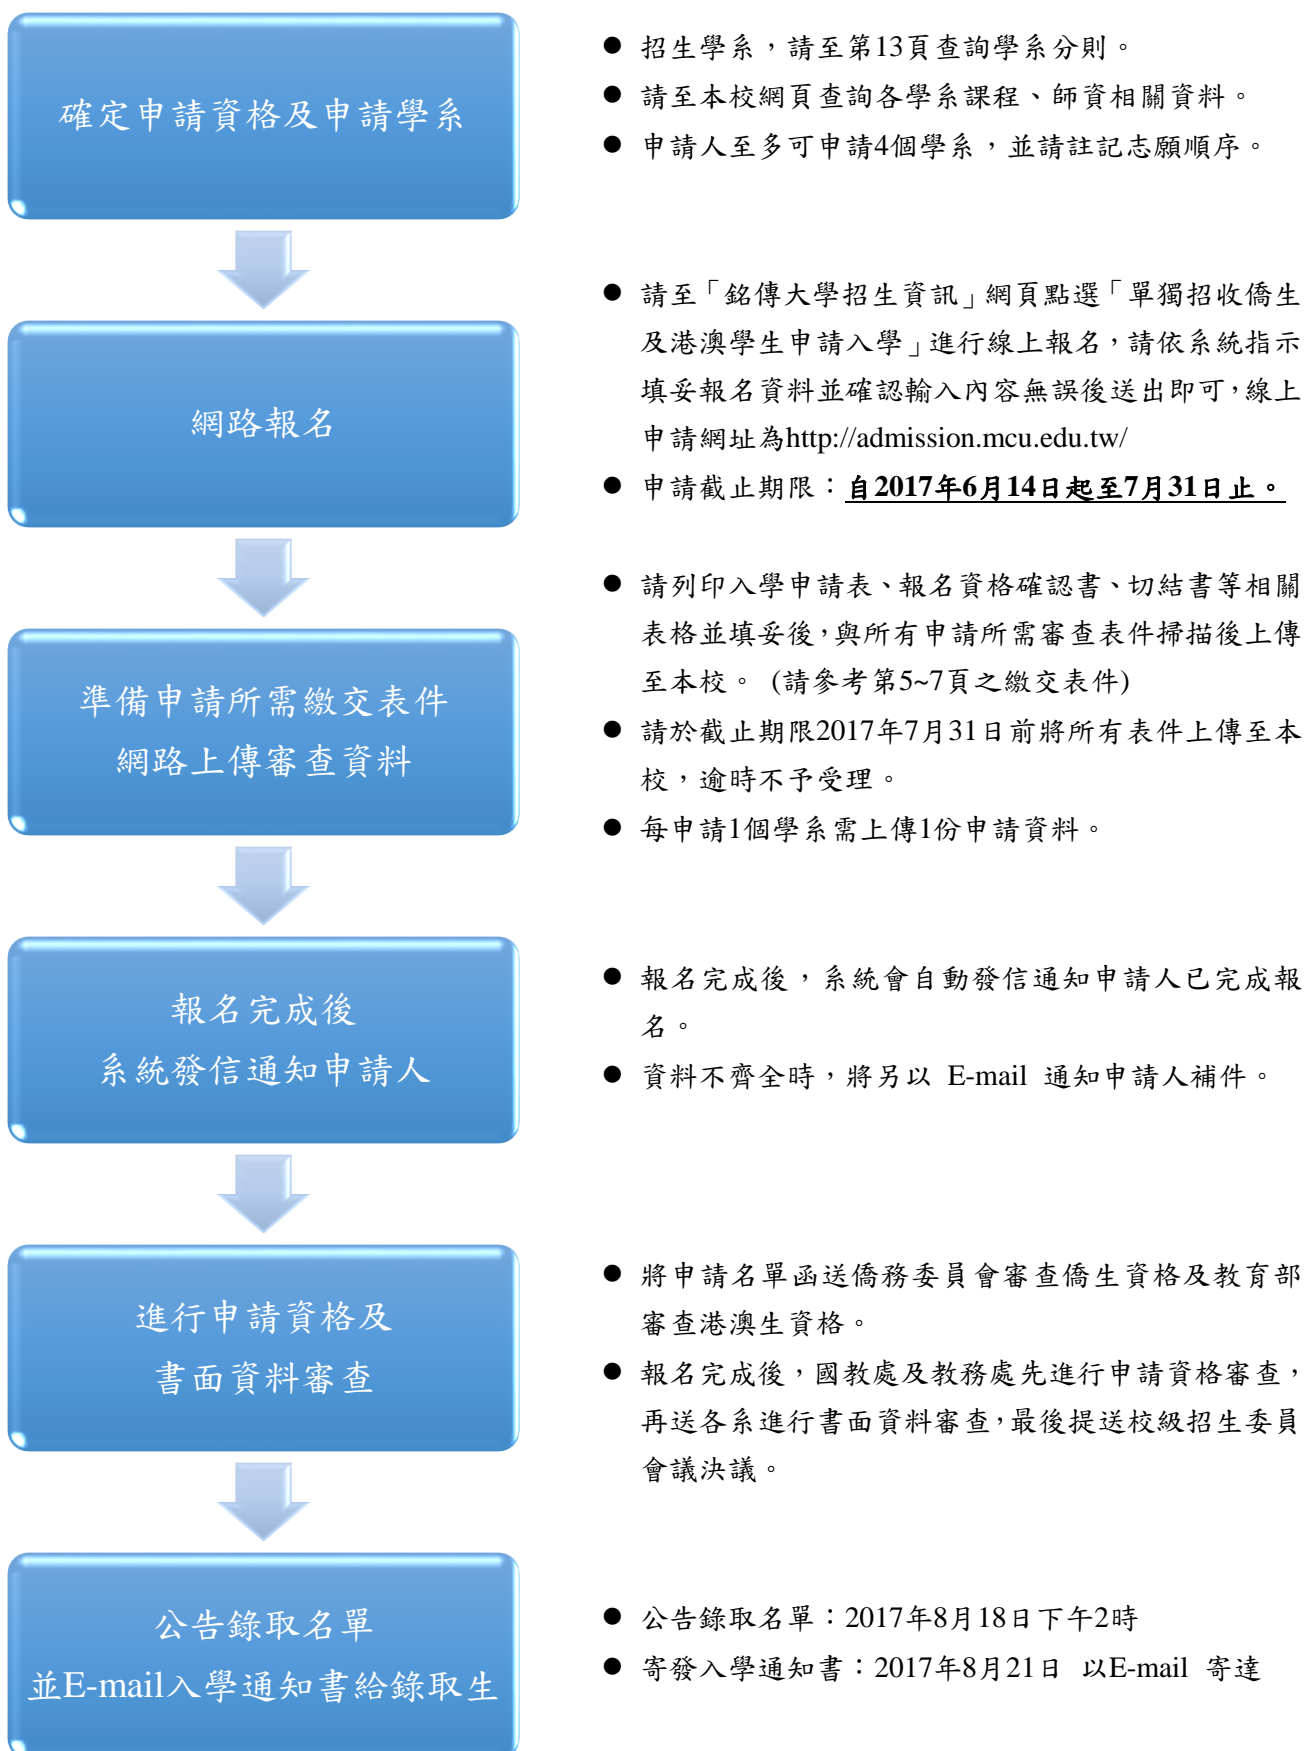 確定申請資格及申請學系
● 招生學系，請至第13頁查詢學系分則。
● 請至本校網頁查詢各學系課程、師資相關資料。
● 申請人至多可申請4個學系，並請註記志願順序。
網路報名
● 請至「銘傳大學招生資訊」網頁點選「單獨招收僑生
及港澳學生申請入學」進行線上報名，請依系統指示
填妥報名資料並確認輸入內容無誤後送出即可，線上
申請網址為http://admission.mcu.edu.tw/
● 申請截止期限：自2017年6月14日起至7月31日止。
準備申請所需繳交表件
網路上傳審查資料
● 請列印入學申請表、報名資格確認書、切結書等相關
表格並填妥後，與所有申請所需審查表件掃描後上傳
至本校。 (請參考第5~7頁之繳交表件)
● 請於截止期限2017年7月31日前將所有表件上傳至本
校，逾時不予受理。
● 每申請1個學系需上傳1份申請資料。
報名完成後
系統發信通知申請人
● 報名完成後，系統會自動發信通知申請人已完成報
名。
● 資料不齊全時，將另以 E-mail 通知申請人補件。
進行申請資格及
書面資料審查
● 將申請名單函送僑務委員會審查僑生資格及教育部
審查港澳生資格。
● 報名完成後，國教處及教務處先進行申請資格審查，
再送各系進行書面資料審查，最後提送校級招生委員
會議決議。
公告錄取名單
並E-mail入學通知書給錄取生
● 公告錄取名單：2017年8月18日下午2時
● 寄發入學通知書：2017年8月21日 以E-mail 寄達